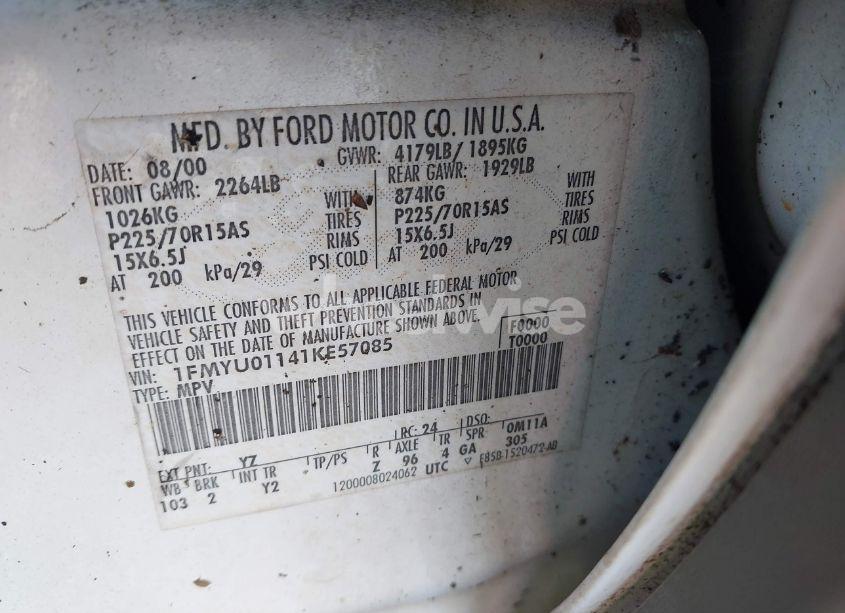 MFD. BY FORD MOTOR CO. IN U.S.A.
DATE: 08/00 GVWR: 4179LB/ 1895KG
FRONT GAWR: 2264LB REAR GAWR: 1929LB
1026KG WITH 874KG WITH
P225/70R15AS TIRES P225/70R15AS TIRES
15X6.5J RIMS 15X6.5J RIMS
AT 200 kPa/29 PSI COLD AT 200 kPa/29 PSI COLD
THIS VEHICLE CONFORMS TO ALL APPLICABLE FEDERAL MOTOR
VEHICLE SAFETY AND THEFT PREVENTION STANDARDS IN
EFFECT ON THE DATE OF MANUFACTURE SHOWN ABOVE.
VIN: 1FMYU01141KE57085 F0000
TYPE: MPV T0000
EXT PNT: YZ RC: 24 DSO:
WB BRK INT TR TP/PS R AXLE TR SPR 0M11A
103 2 Y2 Z 96 4 GA 305
1200008024062 UTC ▽ F85B-1520472-AB